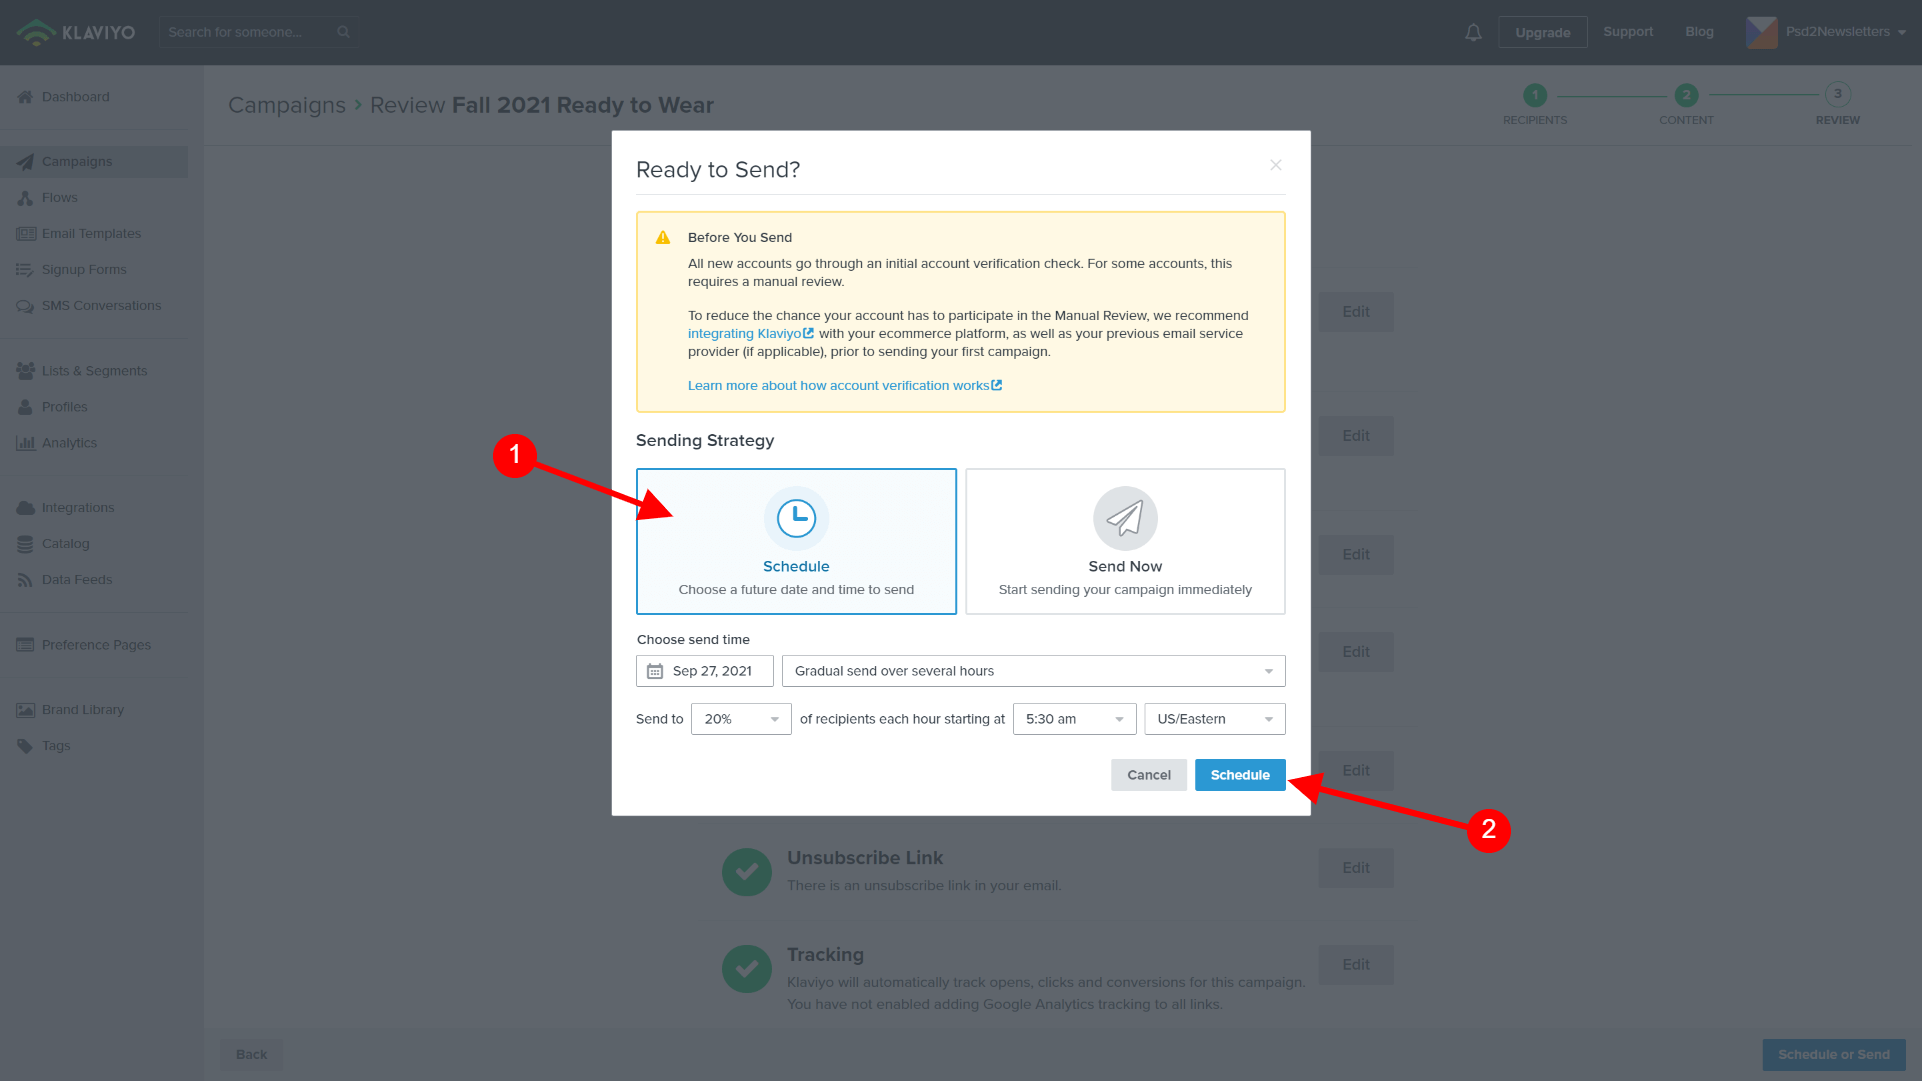 KLAVIYO
Search for someone...
Upgrade
Support
Blog
Psd2Newsletters
Dashboard
Campaigns
Flows
Email Templates
Signup Forms
SMS Conversations
Lists & Segments
Profiles
Analytics
Integrations
Catalog
Data Feeds
Preference Pages
Brand Library
Tags
Campaigns › Review Fall 2021 Ready to Wear
1
2
3
RECIPIENTS
CONTENT
REVIEW
Ready to Send?
Before You Send
All new accounts go through an initial account verification check. For some accounts, this
requires a manual review.
To reduce the chance your account has to participate in the Manual Review, we recommend
integrating Klaviyo with your ecommerce platform, as well as your previous email service
provider (if applicable), prior to sending your first campaign.
Learn more about how account verification works
Sending Strategy
1
Schedule
Choose a future date and time to send
Send Now
Start sending your campaign immediately
Choose send time
Sep 27, 2021
Gradual send over several hours
Send to 20% of recipients each hour starting at 5:30 am US/Eastern
Cancel
Schedule
2
Edit
Edit
Edit
Edit
Edit
Unsubscribe Link
There is an unsubscribe link in your email.
Edit
Tracking
Klaviyo will automatically track opens, clicks and conversions for this campaign.
You have not enabled adding Google Analytics tracking to all links.
Edit
Back
Schedule or Send